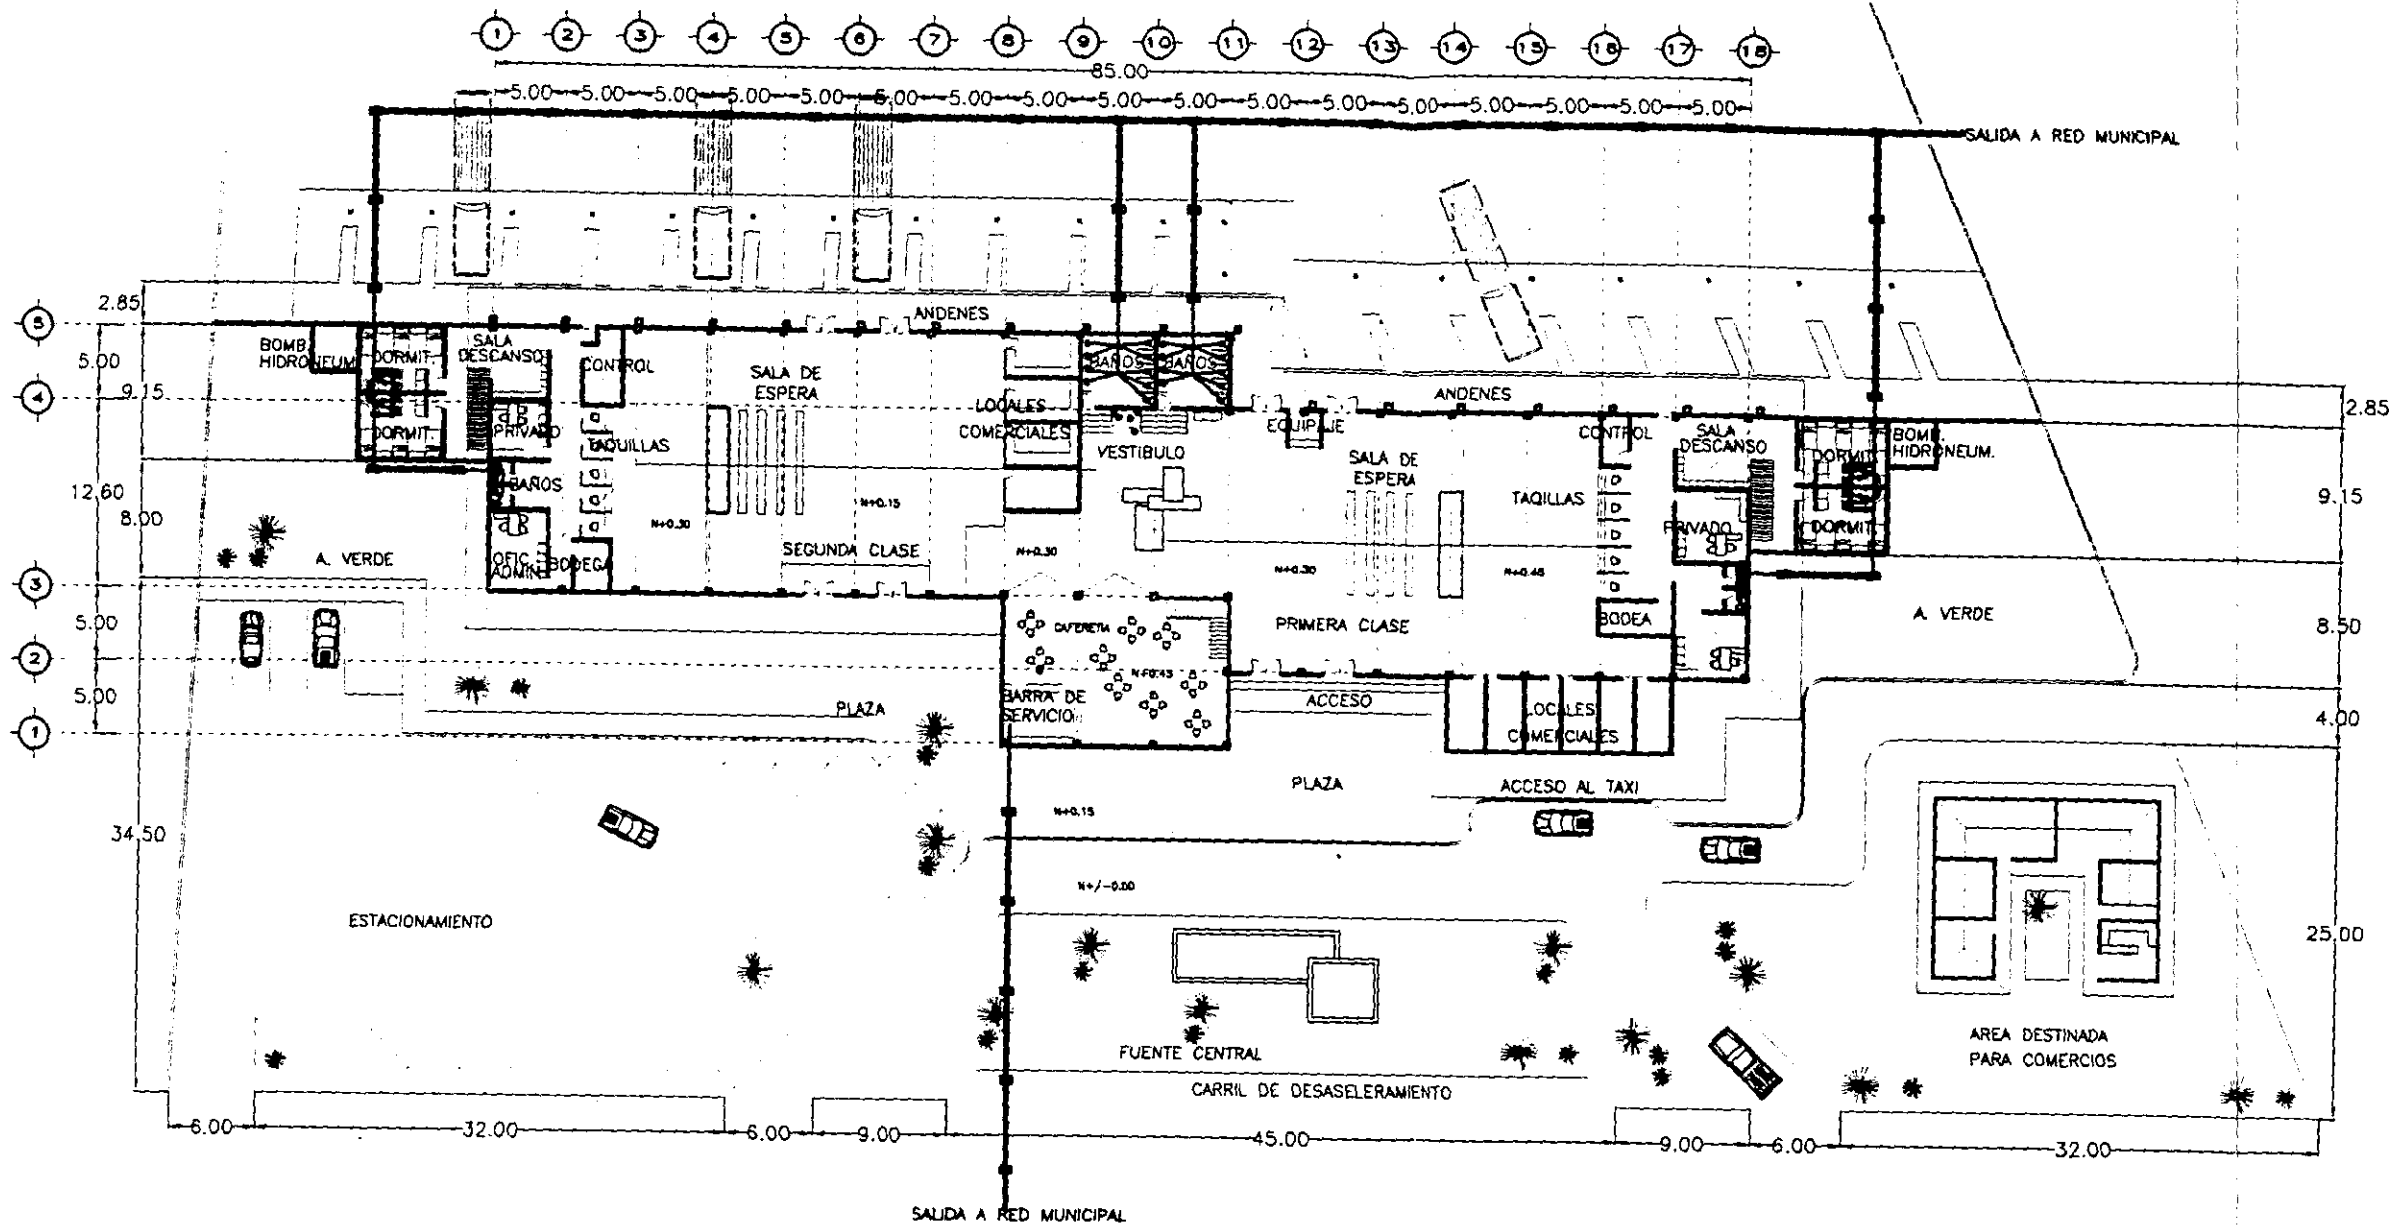 1 2 3 4 5 6 7 8 9 10 11 12 13 14 15 16 17 18
85.00
5.00 5.00 5.00 5.00 5.00 5.00 5.00 5.00 5.00 5.00 5.00 5.00 5.00 5.00 5.00 5.00 5.00
SALIDA A RED MUNICIPAL
2.85
ANDENES
5
BOMB.
HIDRONEUM.
DORMIT.
SALA
DESCANSO
CONTROL
SALA DE
ESPERA
BAÑOS
BAÑOS
5.00
9.15
4
ANDENES
2.85
LOCALES
COMERCIALES
DORMIT.
PRIVADO
TAQUILLAS
VESTIBULO
EQUIPAJE
CONTROL
SALA
DESCANSO
BOMB.
HIDRONEUM.
SALA DE
ESPERA
DORMIT.
12.60
8.00
BAÑOS
N+0.30
N+0.15
TAQILLAS
9.15
PRIVADO
DORMIT.
A. VERDE
OFIC.
ADMIN.
BODEGA
SEGUNDA CLASE
N+0.30
N+0.30
N+0.45
3
5.00
CAFERETIA
PRIMERA CLASE
BODEA
A. VERDE
8.50
2
N+0.45
5.00
PLAZA
BARRA DE
SERVICIO
ACCESO
LOCALES
COMERCIALES
4.00
1
PLAZA
ACCESO AL TAXI
N+0.15
34.50
N+/-0.00
ESTACIONAMIENTO
25.00
FUENTE CENTRAL
AREA DESTINADA
PARA COMERCIOS
CARRIL DE DESASELERAMIENTO
6.00 32.00 6.00 9.00 45.00 9.00 6.00 32.00
SALIDA A RED MUNICIPAL